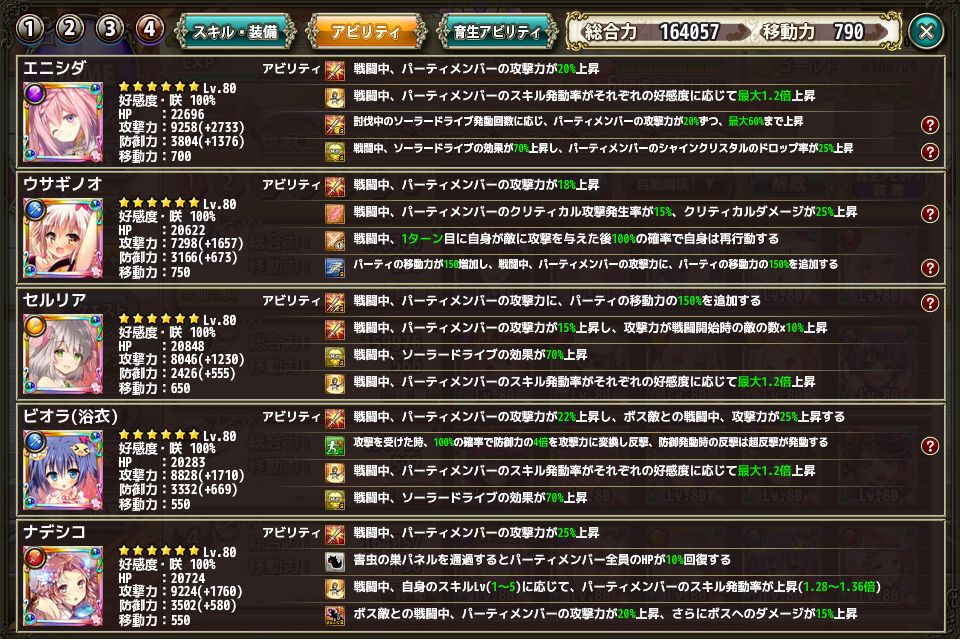 1 2 3 4 スキル・装備 アビリティ 育生アビリティ 総合力 164057 移動力 790
エニシダ
Lv.80
好感度・咲 100%
HP : 22696
攻撃力 : 9258(+2733)
防御力 : 3804(+1376)
移動力 : 700
アビリティ 戦闘中、パーティメンバーの攻撃力が20%上昇
戦闘中、パーティメンバーのスキル発動率がそれぞれの好感度に応じて最大1.2倍上昇
討伐中のソーラードライブ発動回数に応じ、パーティメンバーの攻撃力が20%ずつ、最大60%まで上昇 ?
戦闘中、ソーラードライブの効果が70%上昇し、パーティメンバーのシャインクリスタルのドロップ率が25%上昇 ?
ウサギノオ
Lv.80
好感度・咲 100%
HP : 20622
攻撃力 : 7298(+1657)
防御力 : 3166(+673)
移動力 : 750
アビリティ 戦闘中、パーティメンバーの攻撃力が18%上昇
戦闘中、パーティメンバーのクリティカル攻撃発生率が15%、クリティカルダメージが25%上昇 ?
戦闘中、1ターン目に自身が敵に攻撃を与えた後100%の確率で自身は再行動する
パーティの移動力が150増加し、戦闘中、パーティメンバーの攻撃力に、パーティの移動力の150%を追加する ?
セルリア
Lv.80
好感度・咲 100%
HP : 20848
攻撃力 : 8046(+1230)
防御力 : 2426(+555)
移動力 : 650
アビリティ 戦闘中、パーティメンバーの攻撃力に、パーティの移動力の150%を追加する ?
戦闘中、パーティメンバーの攻撃力が15%上昇し、攻撃力が戦闘開始時の敵の数x10%上昇
戦闘中、ソーラードライブの効果が70%上昇
戦闘中、パーティメンバーのスキル発動率がそれぞれの好感度に応じて最大1.2倍上昇
ビオラ(浴衣)
Lv.80
好感度・咲 100%
HP : 20283
攻撃力 : 8828(+1710)
防御力 : 3332(+669)
移動力 : 550
アビリティ 戦闘中、パーティメンバーの攻撃力が22%上昇し、ボス敵との戦闘中、攻撃力が25%上昇する
攻撃を受けた時、100%の確率で防御力の4倍を攻撃力に変換し反撃、防御発動時の反撃は超反撃が発動する ?
戦闘中、パーティメンバーのスキル発動率がそれぞれの好感度に応じて最大1.2倍上昇
戦闘中、ソーラードライブの効果が70%上昇
ナデシコ
Lv.80
好感度・咲 100%
HP : 20724
攻撃力 : 9224(+1760)
防御力 : 3502(+580)
移動力 : 550
アビリティ 戦闘中、パーティメンバーの攻撃力が25%上昇
害虫の巣パネルを通過するとパーティメンバー全員のHPが10%回復する
戦闘中、自身のスキルLv(1~5)に応じて、パーティメンバーのスキル発動率が上昇(1.28~1.36倍)
ボス敵との戦闘中、パーティメンバーの攻撃力が20%上昇、さらにボスへのダメージが15%上昇